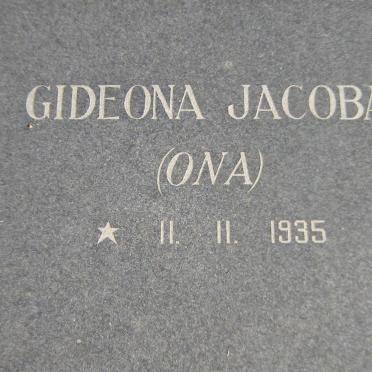 GIDEONA JACOBA
(ONA)
★ 11. 11. 1935